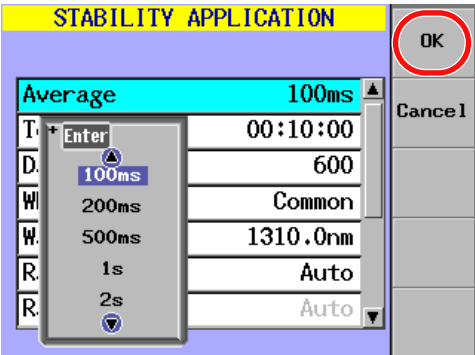 STABILITY APPLICATION
OK
Cancel
Average 100ms
T. 00:10:00
D. 600
W Common
W. 1310.0nm
R. Auto
R. Auto
+ Enter
100ms
200ms
500ms
1s
2s